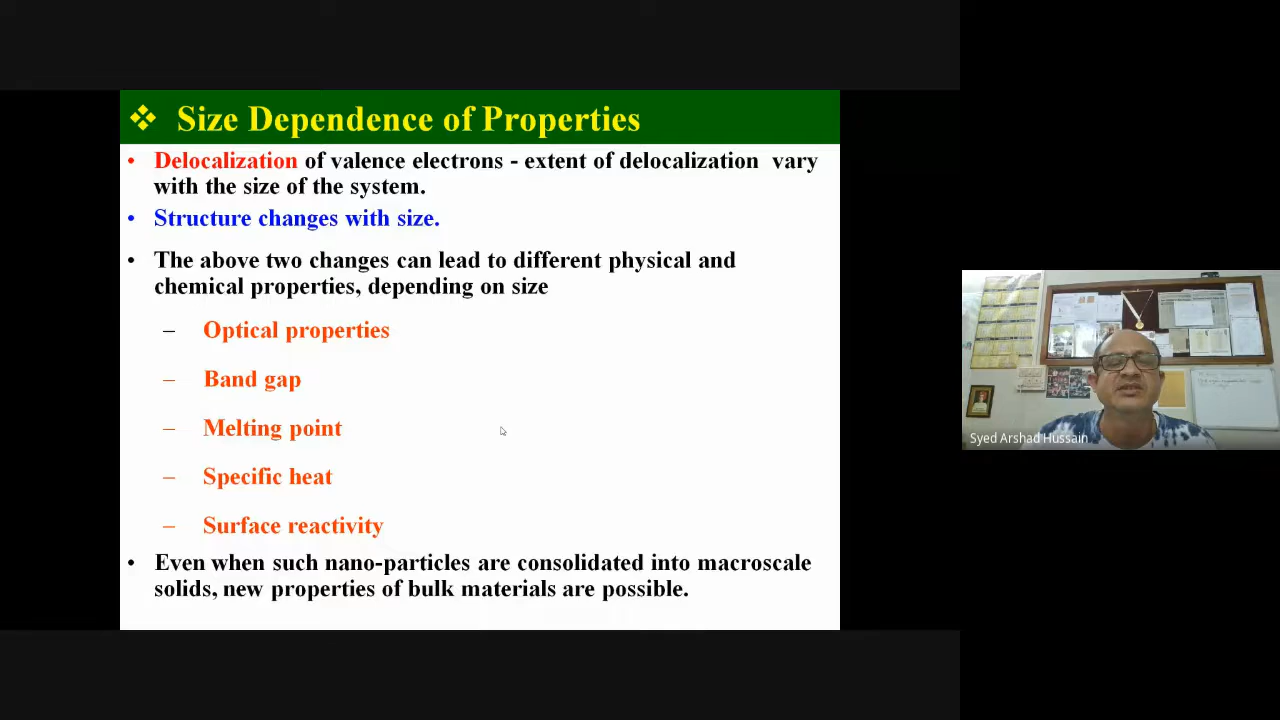 ❖ Size Dependence of Properties
• Delocalization of valence electrons - extent of delocalization vary
with the size of the system.
• Structure changes with size.
• The above two changes can lead to different physical and
chemical properties, depending on size
– Optical properties
– Band gap
– Melting point
– Specific heat
– Surface reactivity
• Even when such nano-particles are consolidated into macroscale
solids, new properties of bulk materials are possible.
Syed Arshad Hussain